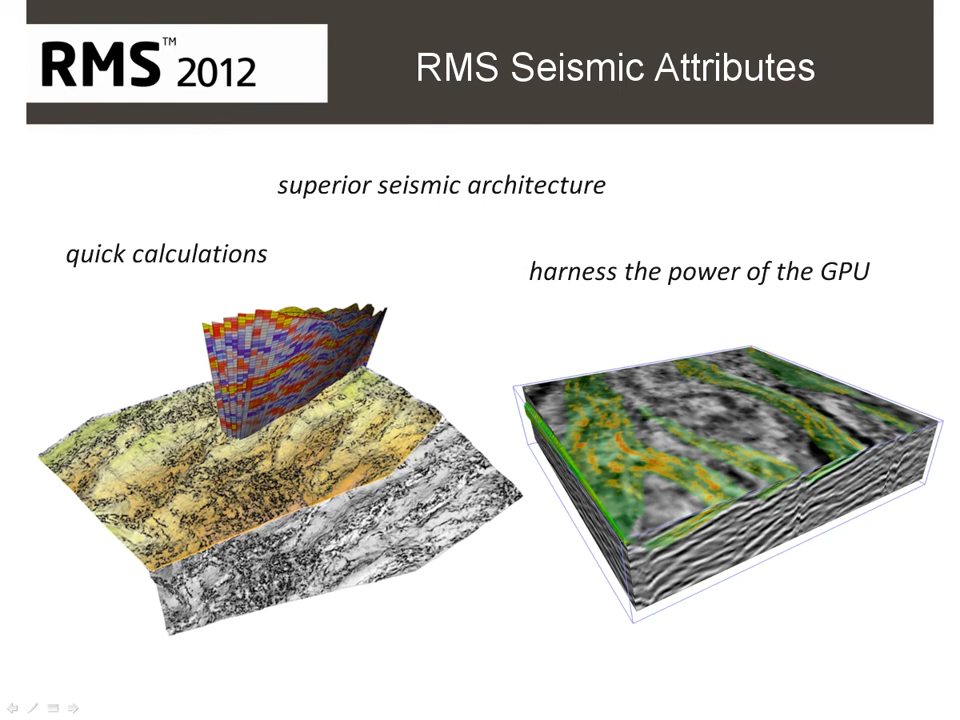 RMS™ 2012
RMS Seismic Attributes
superior seismic architecture
quick calculations
harness the power of the GPU